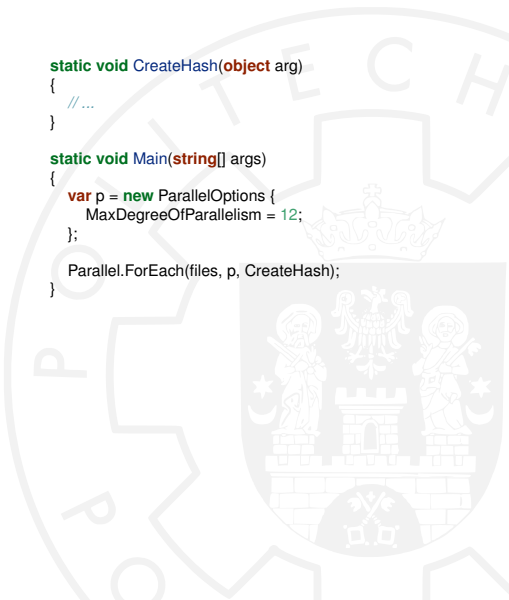 static void CreateHash(object arg)
{
// ...
}
static void Main(string[] args)
{
var p = new ParallelOptions {
MaxDegreeOfParallelism = 12;
};
Parallel.ForEach(files, p, CreateHash);
}
P O L I T E C H
P O